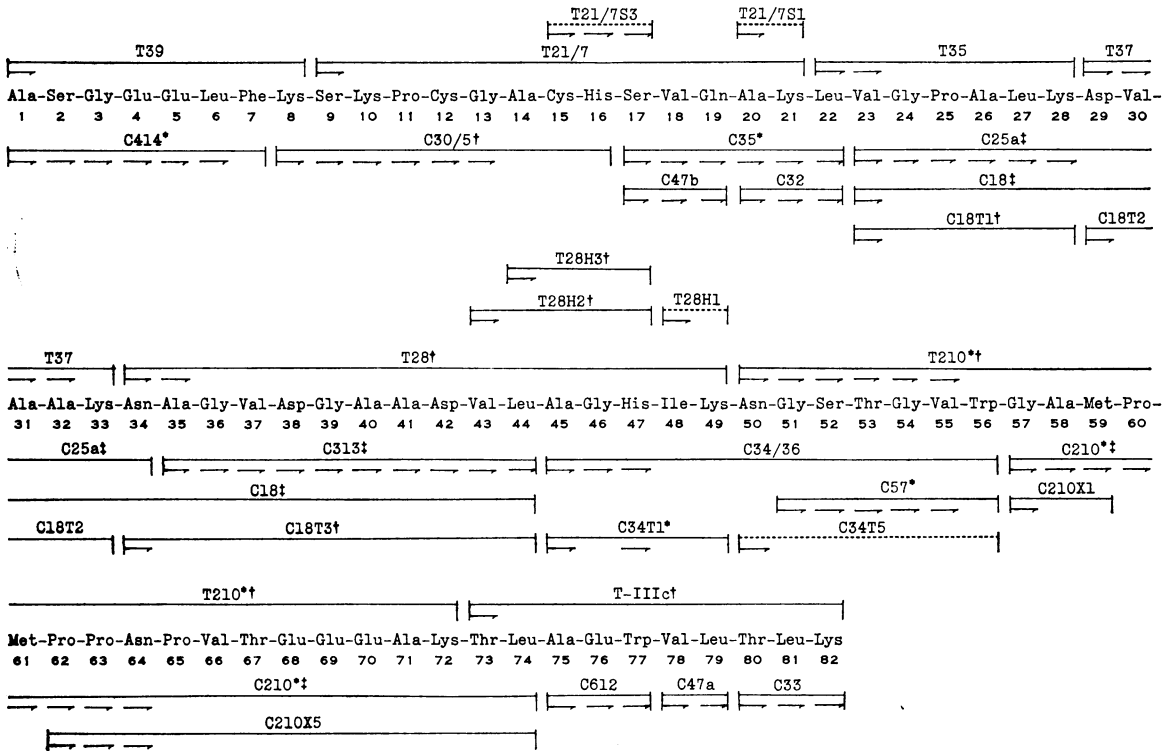 T21/7S3 T21/7S1
T39 T21/7 T35 T37
Ala-Ser-Gly-Glu-Glu-Leu-Phe-Lys-Ser-Lys-Pro-Cys-Gly-Ala-Cys-His-Ser-Val-Gln-Ala-Lys-Leu-Val-Gly-Pro-Ala-Leu-Lys-Asp-Val-
1 2 3 4 5 6 7 8 9 10 11 12 13 14 15 16 17 18 19 20 21 22 23 24 25 26 27 28 29 30
C414* C30/5† C35* C25a‡
C47b C32 C18‡
C18T1† C18T2
T28H3†
T28H2† T28H1
T37 T28† T210*†
Ala-Ala-Lys-Asn-Ala-Gly-Val-Asp-Gly-Ala-Ala-Asp-Val-Leu-Ala-Gly-His-Ile-Lys-Asn-Gly-Ser-Thr-Gly-Val-Trp-Gly-Ala-Met-Pro-
31 32 33 34 35 36 37 38 39 40 41 42 43 44 45 46 47 48 49 50 51 52 53 54 55 56 57 58 59 60
C25a‡ C313‡ C34/36 C210*‡
C18‡ C57* C210X1
C18T2 C18T3† C34T1* C34T5
T210*† T-IIIc†
Met-Pro-Pro-Asn-Pro-Val-Thr-Glu-Glu-Glu-Ala-Lys-Thr-Leu-Ala-Glu-Trp-Val-Leu-Thr-Leu-Lys
61 62 63 64 65 66 67 68 69 70 71 72 73 74 75 76 77 78 79 80 81 82
C210*‡ C612 C47a C33
C210X5